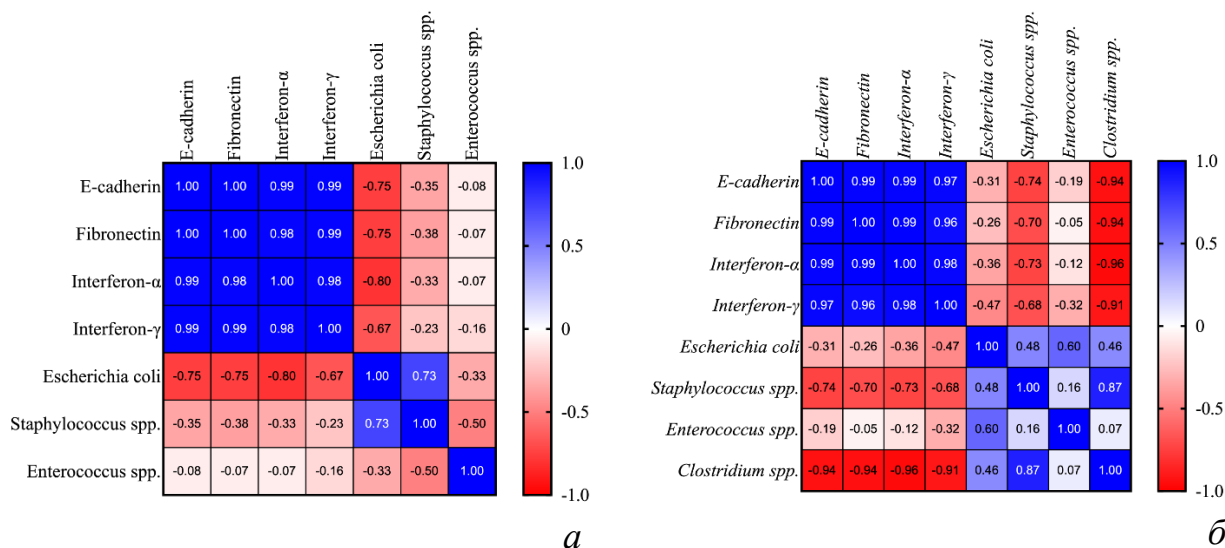 E-cadherin Fibronectin Interferon-α Interferon-γ Escherichia coli Staphylococcus spp. Enterococcus spp.
E-cadherin 1.00 1.00 0.99 0.99 -0.75 -0.35 -0.08
Fibronectin 1.00 1.00 0.98 0.99 -0.75 -0.38 -0.07
Interferon-α 0.99 0.98 1.00 0.98 -0.80 -0.33 -0.07
Interferon-γ 0.99 0.99 0.98 1.00 -0.67 -0.23 -0.16
Escherichia coli -0.75 -0.75 -0.80 -0.67 1.00 0.73 -0.33
Staphylococcus spp. -0.35 -0.38 -0.33 -0.23 0.73 1.00 -0.50
Enterococcus spp. -0.08 -0.07 -0.07 -0.16 -0.33 -0.50 1.00
1.0
0.5
0
-0.5
-1.0
а
E-cadherin Fibronectin Interferon-α Interferon-γ Escherichia coli Staphylococcus spp. Enterococcus spp. Clostridium spp.
E-cadherin 1.00 0.99 0.99 0.97 -0.31 -0.74 -0.19 -0.94
Fibronectin 0.99 1.00 0.99 0.96 -0.26 -0.70 -0.05 -0.94
Interferon-α 0.99 0.99 1.00 0.98 -0.36 -0.73 -0.12 -0.96
Interferon-γ 0.97 0.96 0.98 1.00 -0.47 -0.68 -0.32 -0.91
Escherichia coli -0.31 -0.26 -0.36 -0.47 1.00 0.48 0.60 0.46
Staphylococcus spp. -0.74 -0.70 -0.73 -0.68 0.48 1.00 0.16 0.87
Enterococcus spp. -0.19 -0.05 -0.12 -0.32 0.60 0.16 1.00 0.07
Clostridium spp. -0.94 -0.94 -0.96 -0.91 0.46 0.87 0.07 1.00
1.0
0.5
0
-0.5
-1.0
б